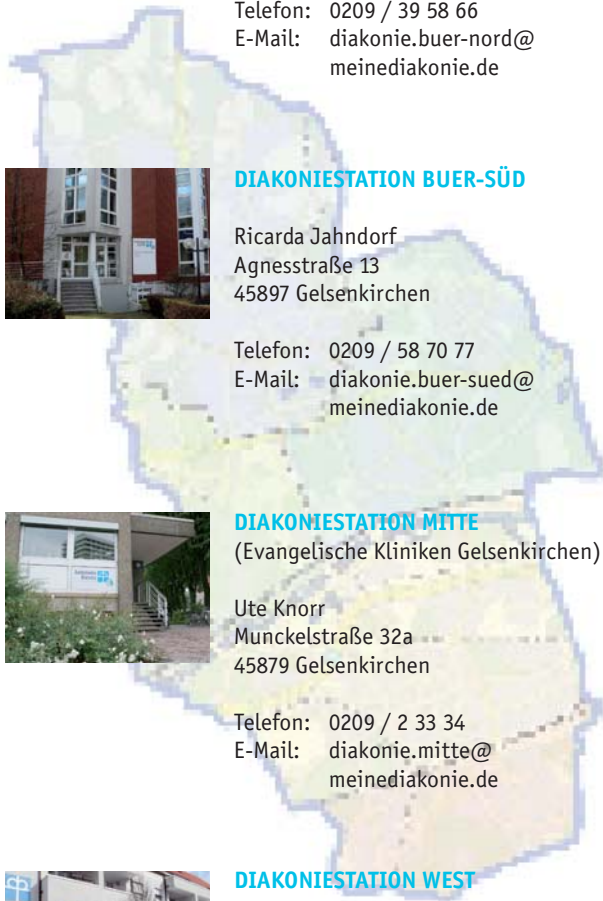 Telefon: 0209 / 39 58 66
E-Mail: diakonie.buer-nord@
meinediakonie.de
DIAKONIESTATION BUER-SÜD
Ricarda Jahndorf
Agnesstraße 13
45897 Gelsenkirchen
Telefon: 0209 / 58 70 77
E-Mail: diakonie.buer-sued@
meinediakonie.de
DIAKONIESTATION MITTE
(Evangelische Kliniken Gelsenkirchen)
Ute Knorr
Munckelstraße 32a
45879 Gelsenkirchen
Telefon: 0209 / 2 33 34
E-Mail: diakonie.mitte@
meinediakonie.de
DIAKONIESTATION WEST